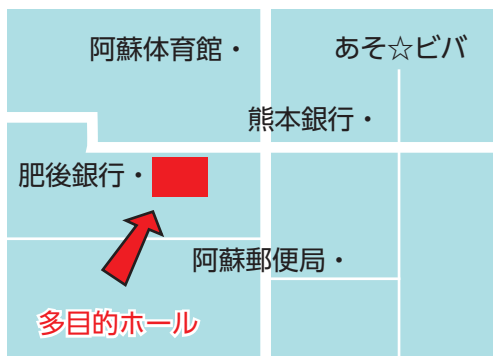 阿蘇体育館・
あそ☆ビバ
熊本銀行・
肥後銀行・
阿蘇郵便局・
多目的ホール